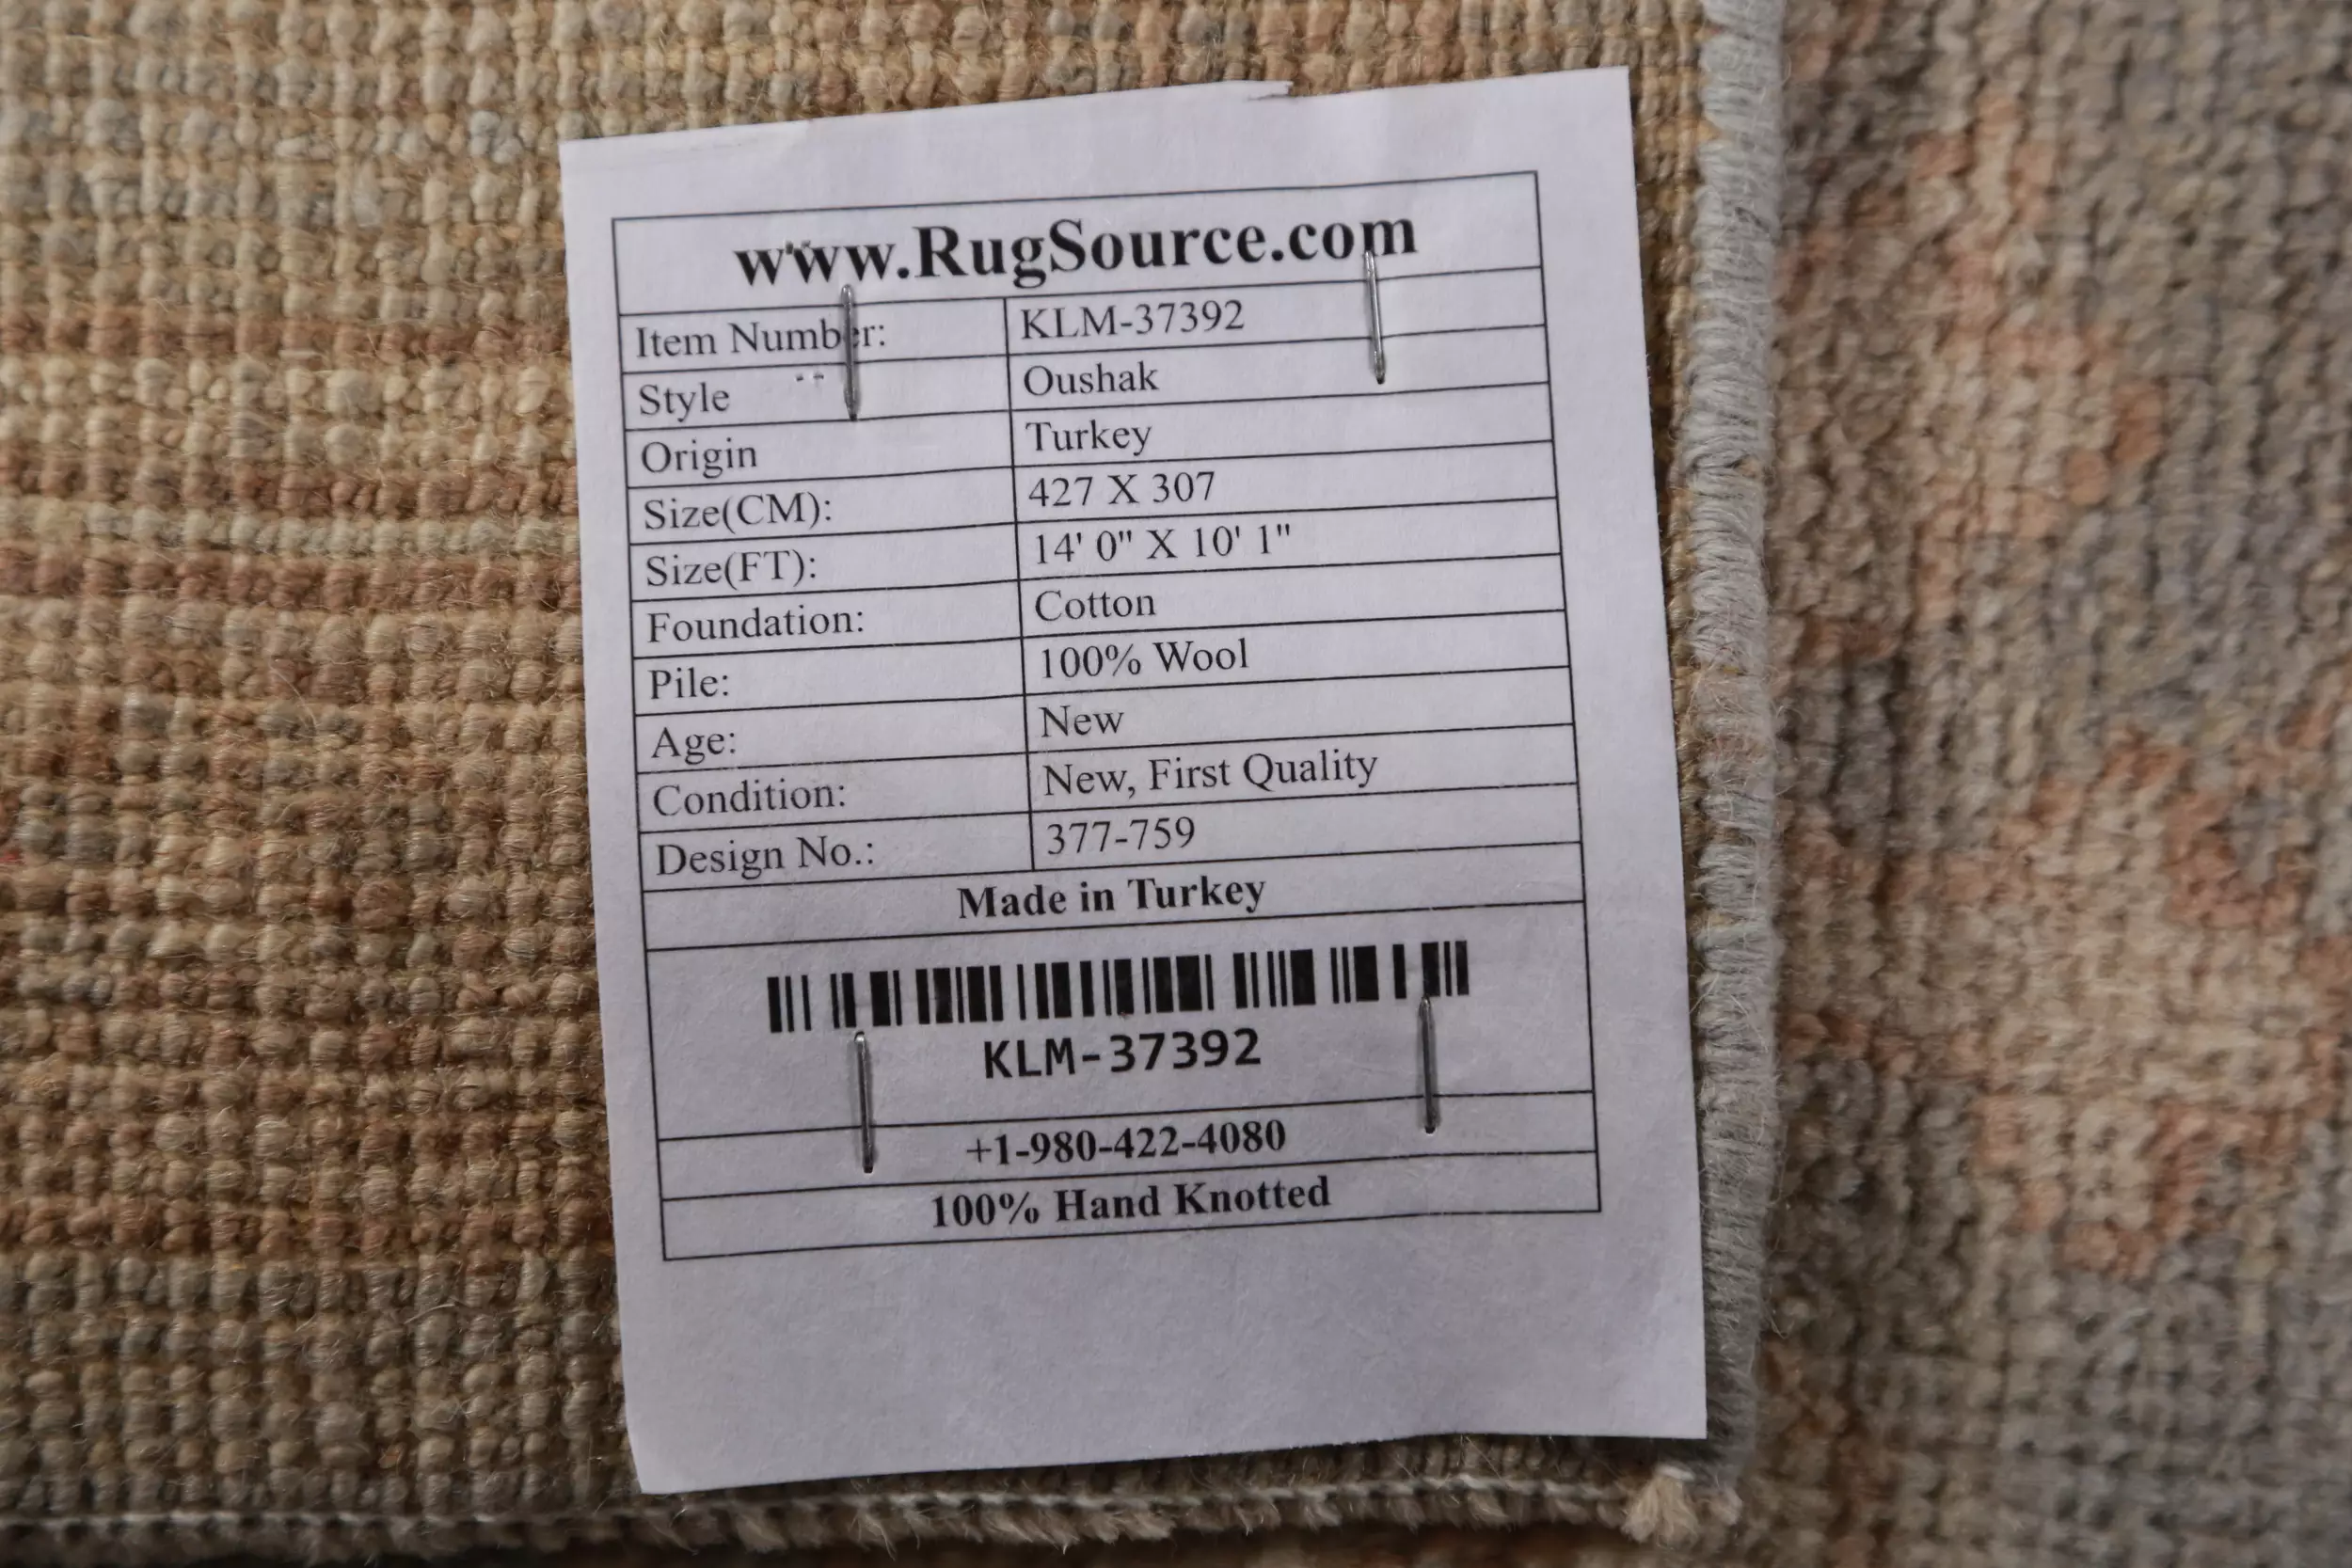 www.RugSource.com
Item Number: KLM-37392
Style Oushak
Origin Turkey
Size(CM): 427 X 307
Size(FT): 14' 0" X 10' 1"
Foundation: Cotton
Pile: 100% Wool
Age: New
Condition: New, First Quality
Design No.: 377-759
Made in Turkey
KLM-37392
+1-980-422-4080
100% Hand Knotted